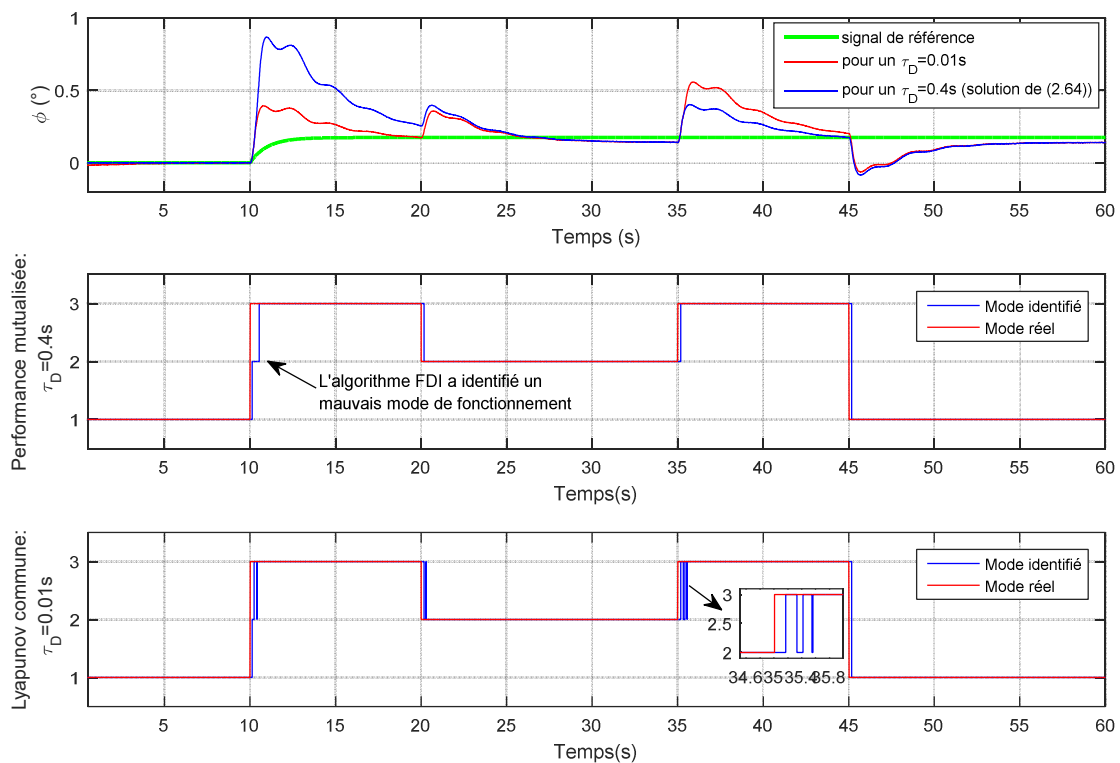 1
0.5
0
ϕ (°)
signal de référence
pour un τD=0.01s
pour un τD=0.4s (solution de (2.64))
5 10 15 20 25 30 35 40 45 50 55 60
Temps (s)
Performance mutualisée:
τD=0.4s
3
2
1
Mode identifié
Mode réel
L'algorithme FDI a identifié un
mauvais mode de fonctionnement
5 10 15 20 25 30 35 40 45 50 55 60
Temps(s)
Lyapunov commune:
τD=0.01s
3
2
1
Mode identifié
Mode réel
3
2.5
2
34.6 35 35.4 35.8
5 10 15 20 25 30 35 40 45 50 55 60
Temps(s)